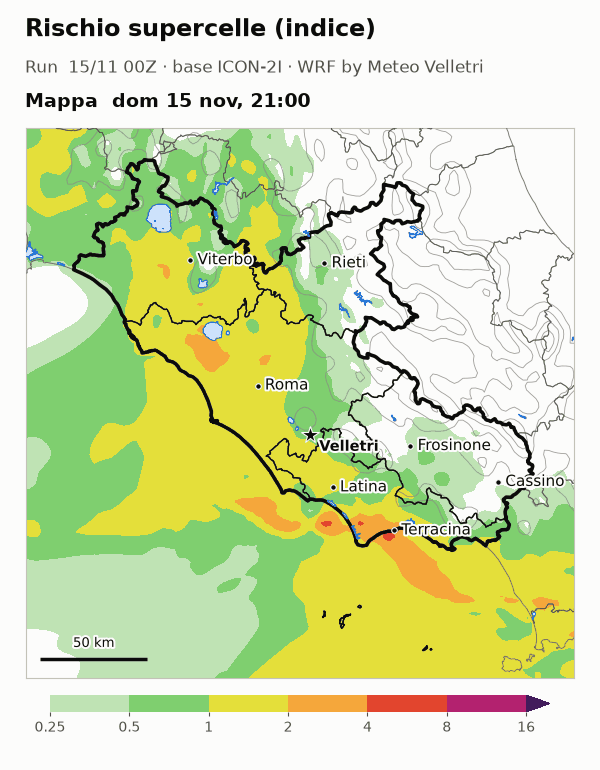 Rischio supercelle (indice)
Run  15/11 00Z · base ICON-2I · WRF by Meteo Velletri
Mappa  dom 15 nov, 21:00
Viterbo
Rieti
Roma
Velletri
Frosinone
Cassino
Latina
Terracina
50 km
0.25 0.5 1 2 4 8 16